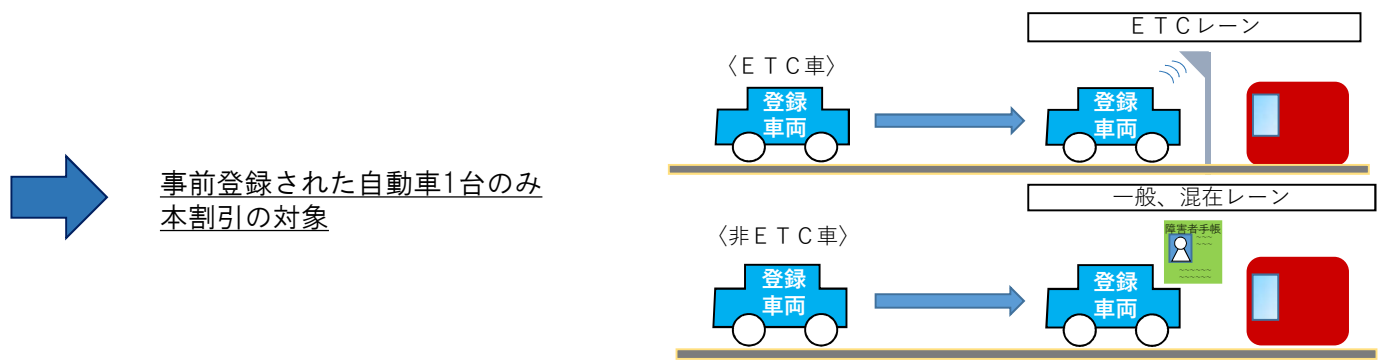 事前登録された自動車1台のみ
本割引の対象
ＥＴＣレーン
〈ＥＴＣ車〉
登録
車両
登録
車両
一般、混在レーン
〈非ＥＴＣ車〉
障害者手帳
登録
車両
登録
車両